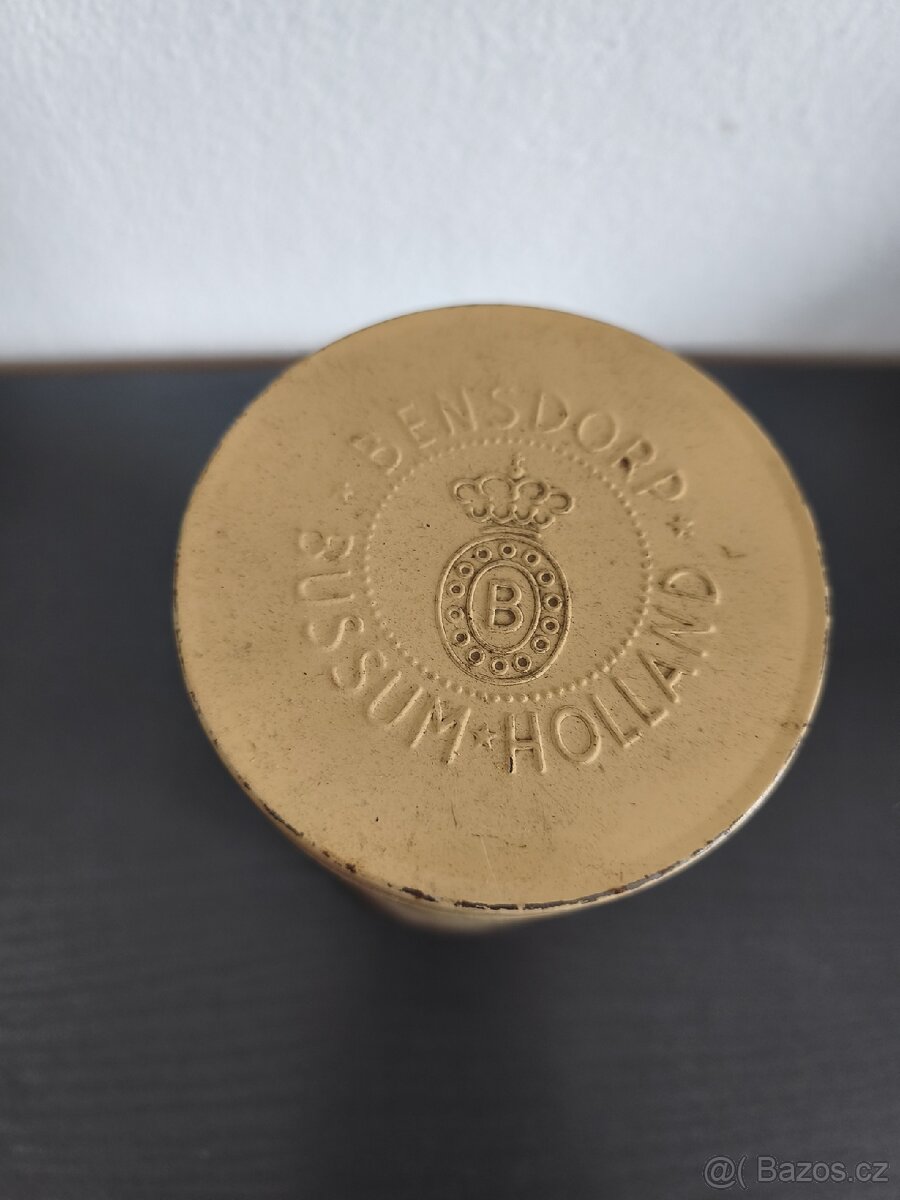 BENSDORP * HOLLAND * BUSSUM *
B
@( Bazos.cz